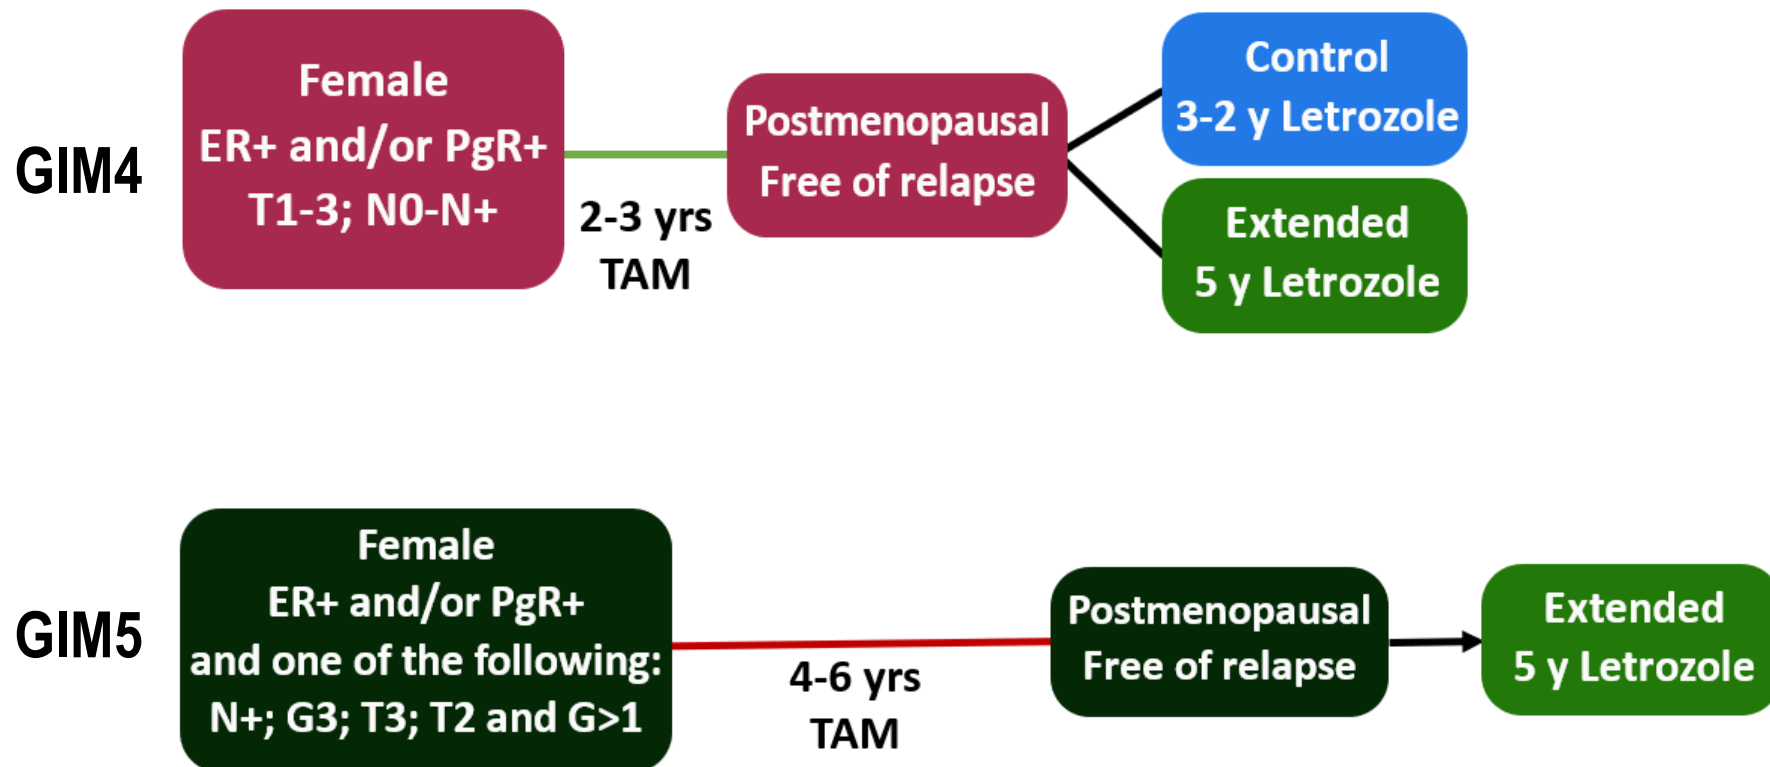 GIM4
Female
ER+ and/or PgR+
T1-3; N0-N+
2-3 yrs
TAM
Postmenopausal
Free of relapse
Control
3-2 y Letrozole
Extended
5 y Letrozole
GIM5
Female
ER+ and/or PgR+
and one of the following:
N+; G3; T3; T2 and G>1
4-6 yrs
TAM
Postmenopausal
Free of relapse
Extended
5 y Letrozole